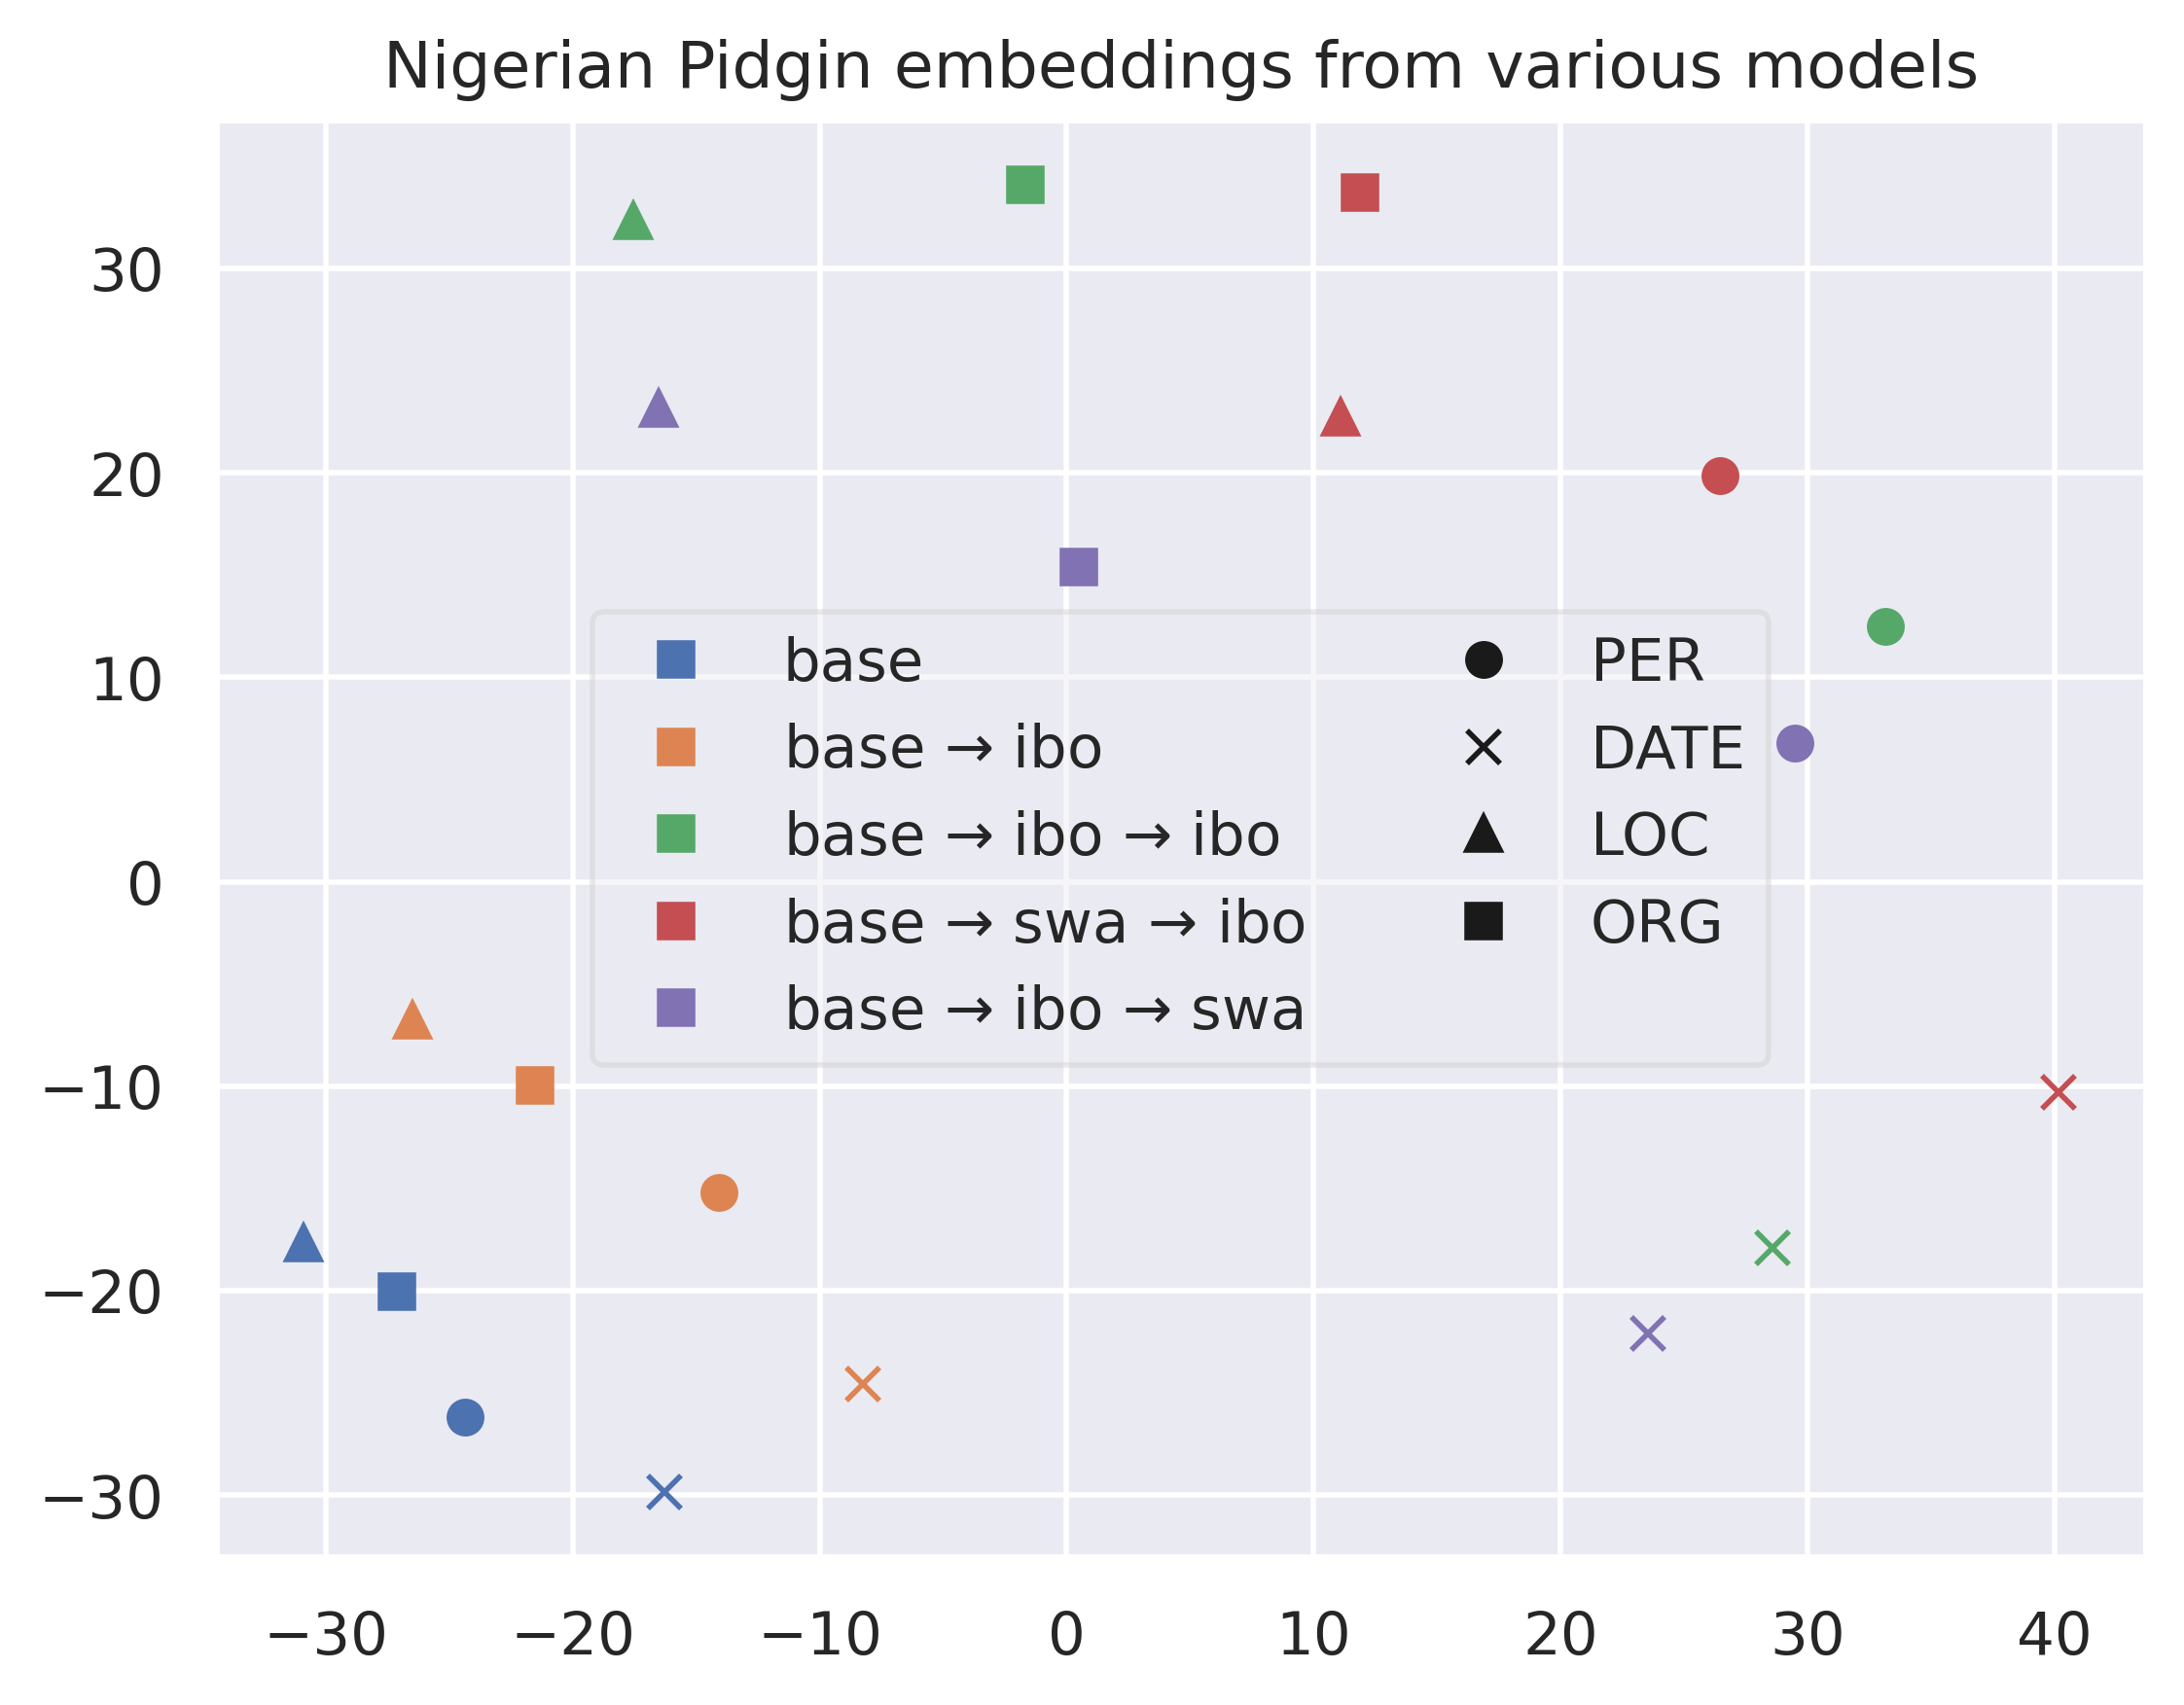 Nigerian Pidgin embeddings from various models
30
20
10
0
−10
−20
−30
base
base → ibo
base → ibo → ibo
base → swa → ibo
base → ibo → swa
PER
DATE
LOC
ORG
−30 −20 −10 0 10 20 30 40